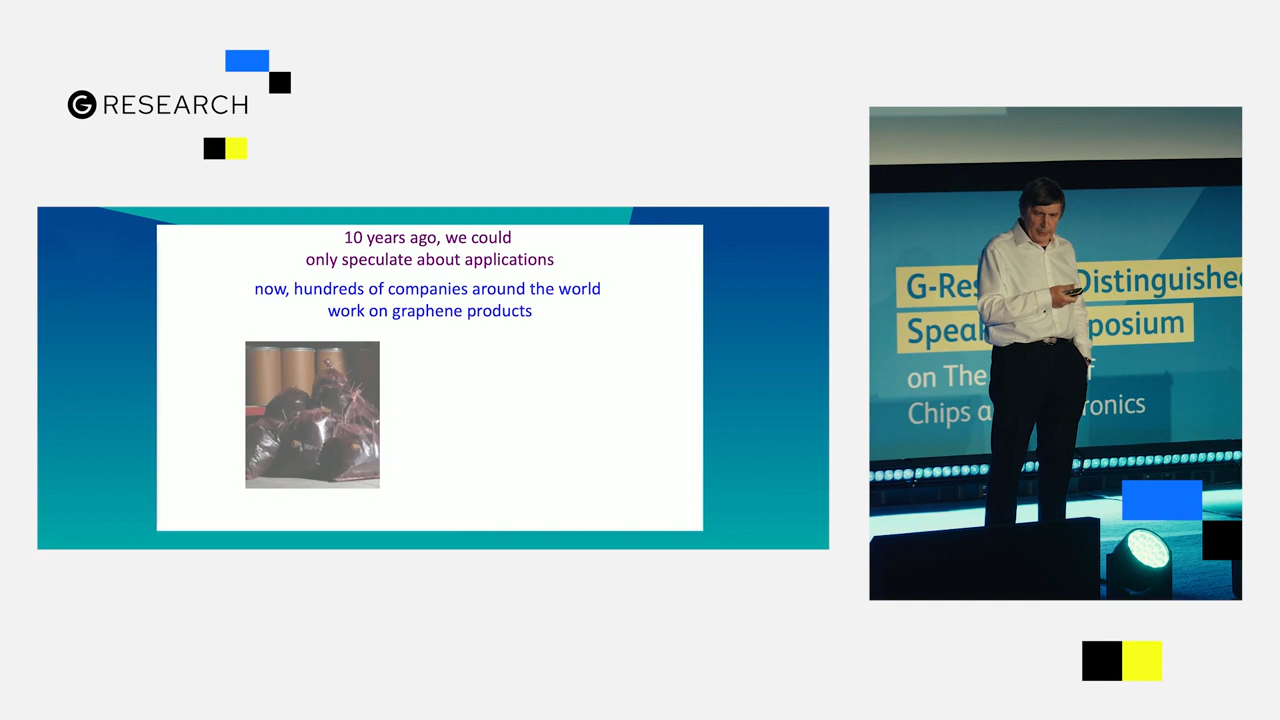 G RESEARCH
10 years ago, we could
only speculate about applications
now, hundreds of companies around the world
work on graphene products
G-Res Distinguished
Spea posium
on The f
Chips a ronics